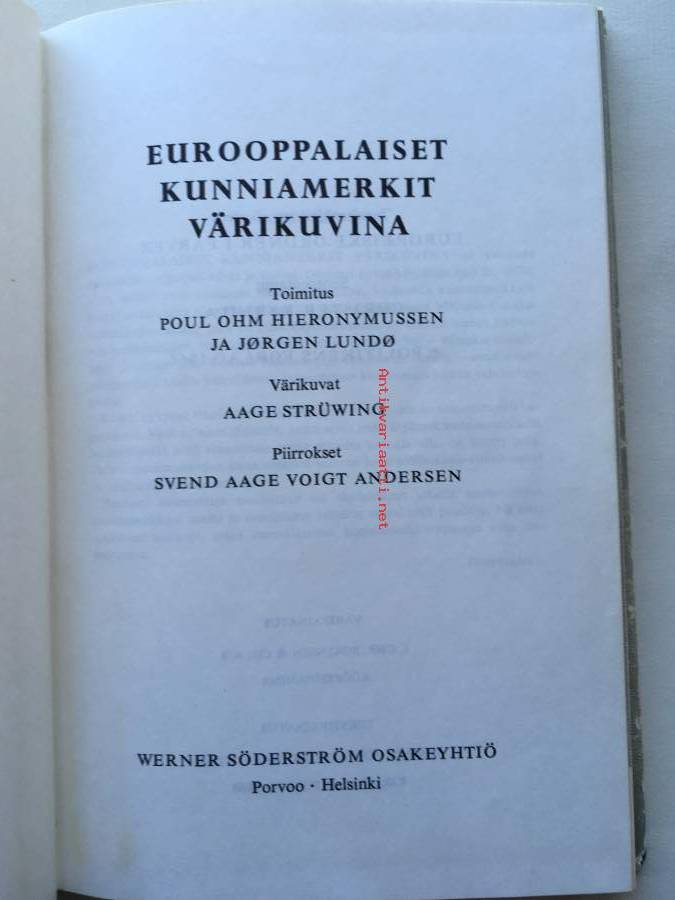 EUROOPPALAISET
KUNNIAMERKIT
VÄRIKUVINA
Toimitus
POUL OHM HIERONYMUSSEN
JA JØRGEN LUNDØ
Värikuvat
AAGE STRÜWING
Piirrokset
SVEND AAGE VOIGT ANDERSEN
Antikvariaatti.net
WERNER SÖDERSTRÖM OSAKEYHTIÖ
Porvoo · Helsinki